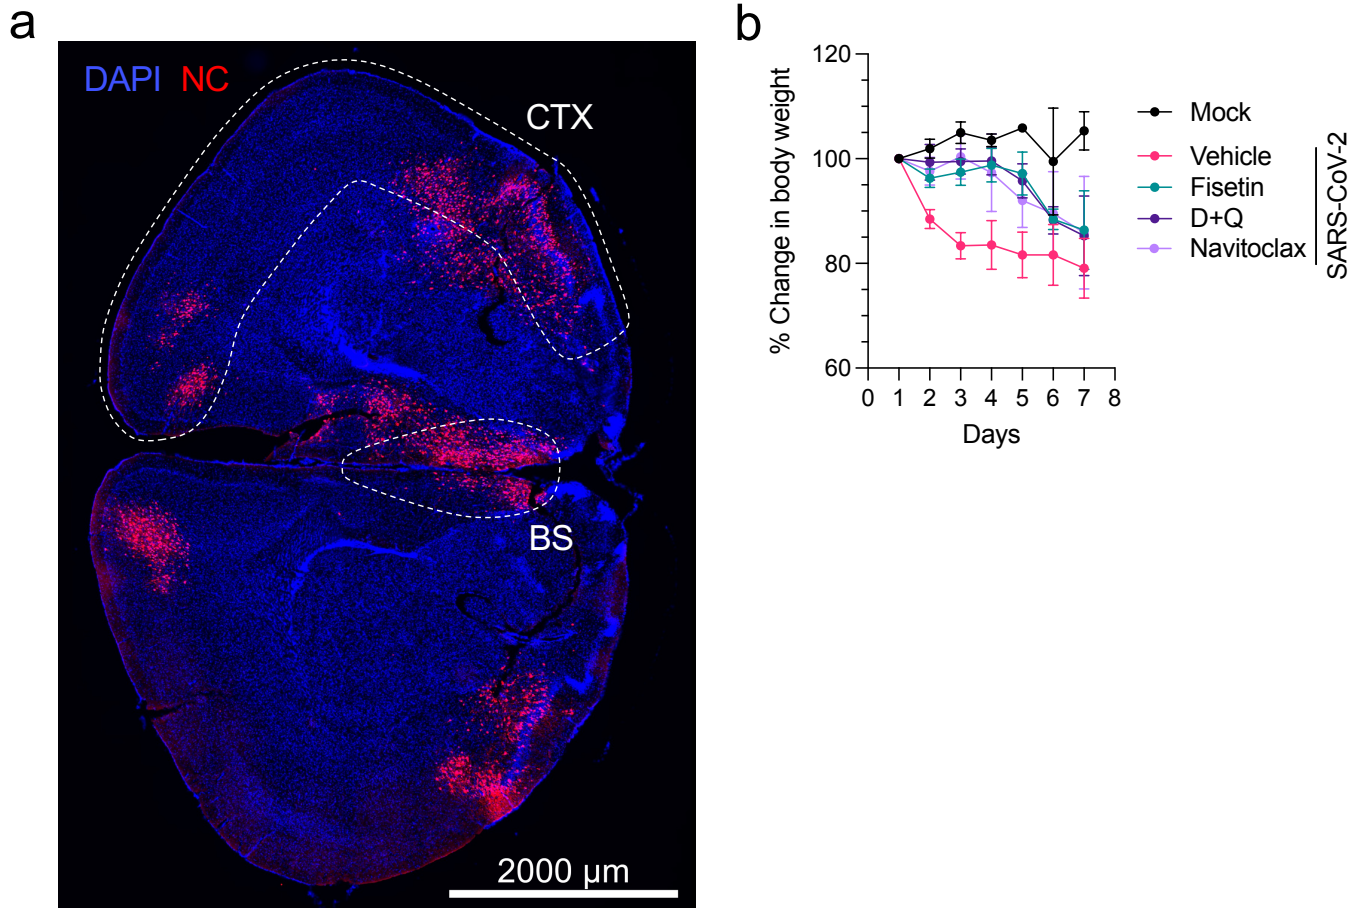 a
DAPI NC
CTX
BS
2000 µm
b
120
100
80
60
% Change in body weight
0 1 2 3 4 5 6 7 8
Days
Mock
Vehicle
Fisetin
D+Q
Navitoclax
SARS-CoV-2